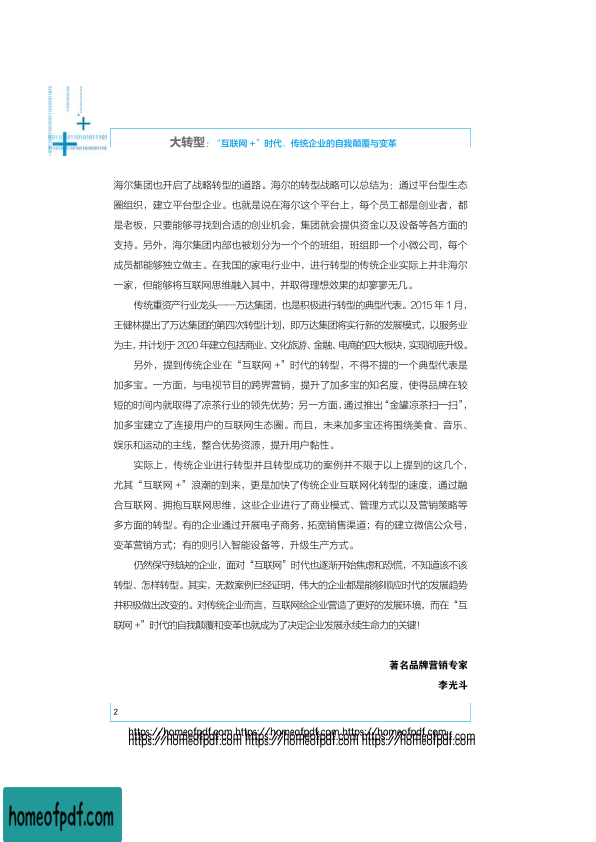 大转型：“互联网+”时代，传统企业的自我颠覆与变革
海尔集团也开启了战略转型的道路。海尔的转型战略可以总结为：通过平台型生态
圈组织，建立平台型企业。也就是说在海尔这个平台上，每个员工都是创业者，都
是老板，只要能够寻找到合适的创业机会，集团就会提供资金以及设备等各方面的
支持。另外，海尔集团内部也被划分为一个个的班组，班组即一个小微公司，每个
成员都能够独立做主。在我国的家电行业中，进行转型的传统企业实际上并非海尔
一家，但能够将互联网思维融入其中，并取得理想效果的却寥寥无几。
传统重资产行业龙头——万达集团，也是积极进行转型的典型代表。2015 年 1 月，
王健林提出了万达集团的第四次转型计划，即万达集团将实行新的发展模式，以服务业
为主，并计划于 2020 年建立包括商业、文化旅游、金融、电商的四大板块，实现彻底升级。
另外，提到传统企业在“互联网+”时代的转型，不得不提的一个典型代表是
加多宝。一方面，与电视节目的跨界营销，提升了加多宝的知名度，使得品牌在较
短的时间内就取得了凉茶行业的领先优势；另一方面，通过推出“金罐凉茶扫一扫”，
加多宝建立了连接用户的互联网生态圈。而且，未来加多宝还将围绕美食、音乐、
娱乐和运动的主线，整合优势资源，提升用户黏性。
实际上，传统企业进行转型并且转型成功的案例并不限于以上提到的这几个，
尤其“互联网+”浪潮的到来，更是加快了传统企业互联网化转型的速度，通过融
合互联网、拥抱互联网思维，这些企业进行了商业模式、管理方式以及营销策略等
多方面的转型。有的企业通过开展电子商务，拓宽销售渠道；有的建立微信公众号，
变革营销方式；有的则引入智能设备等，升级生产方式。
仍然保守残缺的企业，面对“互联网”时代也逐渐开始焦虑和恐慌，不知道该不该
转型、怎样转型。其实，无数案例已经证明，伟大的企业都是能够顺应时代的发展趋势
并积极做出改变的。对传统企业而言，互联网给企业营造了更好的发展环境，而在“互
联网+”时代的自我颠覆和变革也就成为了决定企业发展永续生命力的关键！
著名品牌营销专家
李光斗
2
https://homeofpdf.com https://homeofpdf.com https://homeofpdf.com
https://homeofpdf.com https://homeofpdf.com https://homeofpdf.com
homeofpdf.com